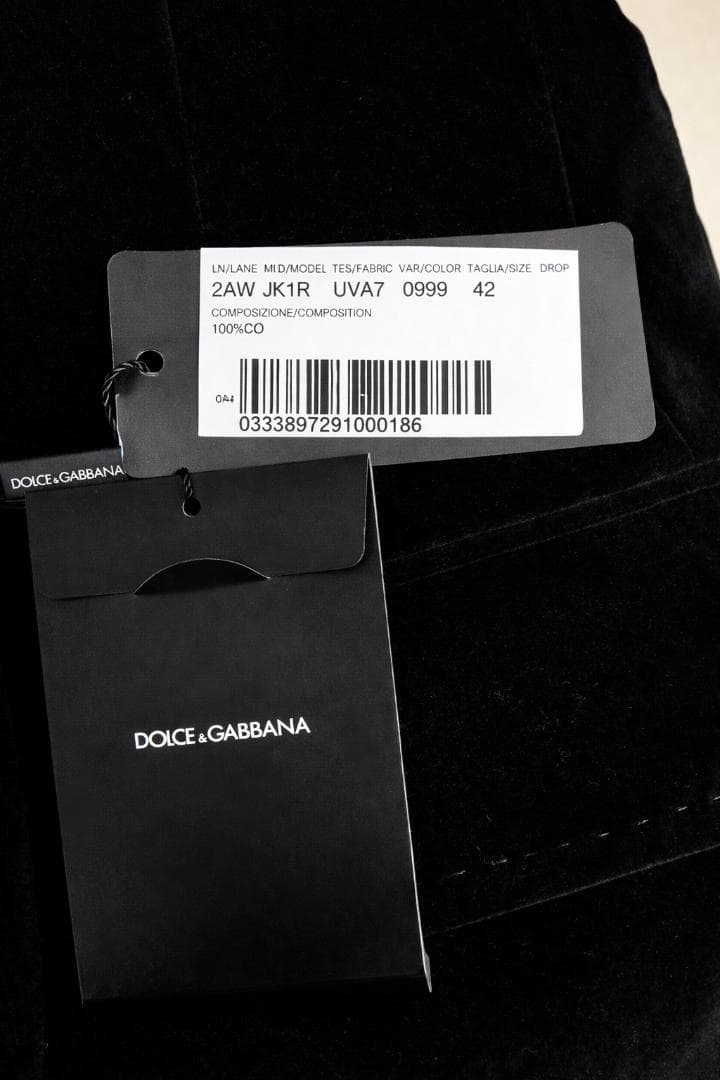 LN/LANE MI.D/MODEL TES/FABRIC VAR/COLOR TAGLIA/SIZE DROP
2AW JK1R UVA7 0999 42
COMPOSIZIONE/COMPOSITION
100%CO
0333897291000186
DOLCE&GABBANA
DOLCE&GABBANA